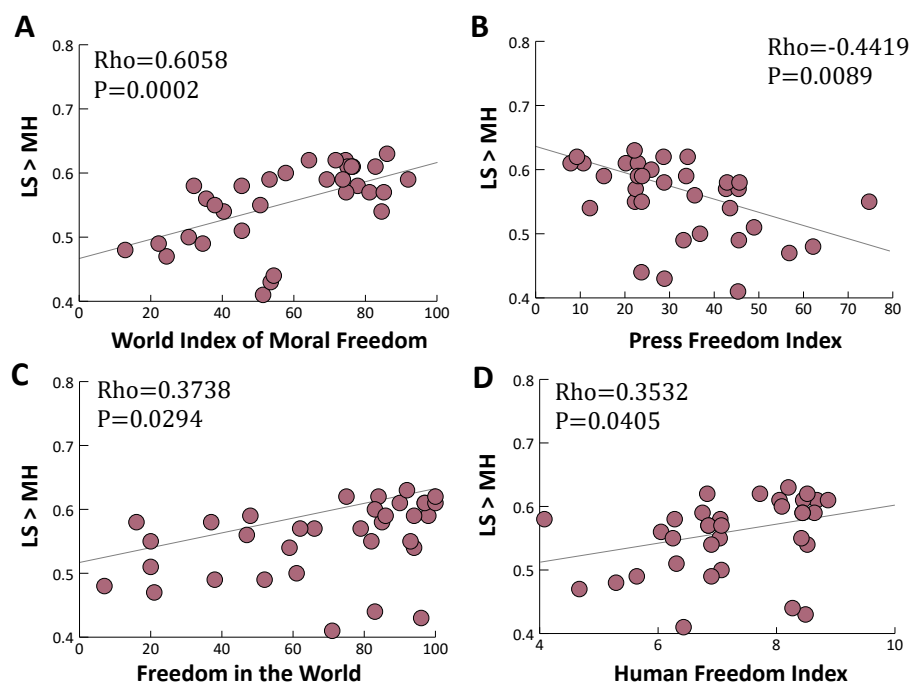 A
Rho=0.6058
P=0.0002
LS > MH
0.8
0.7
0.6
0.5
0.4
0
20
40
60
80
100
World Index of Moral Freedom
B
Rho=-0.4419
P=0.0089
LS > MH
0.8
0.7
0.6
0.5
0.4
0
10
20
30
40
50
60
70
80
Press Freedom Index
C
Rho=0.3738
P=0.0294
LS > MH
0.8
0.7
0.6
0.5
0.4
0
20
40
60
80
100
Freedom in the World
D
Rho=0.3532
P=0.0405
LS > MH
0.8
0.7
0.6
0.5
0.4
4
6
8
10
Human Freedom Index